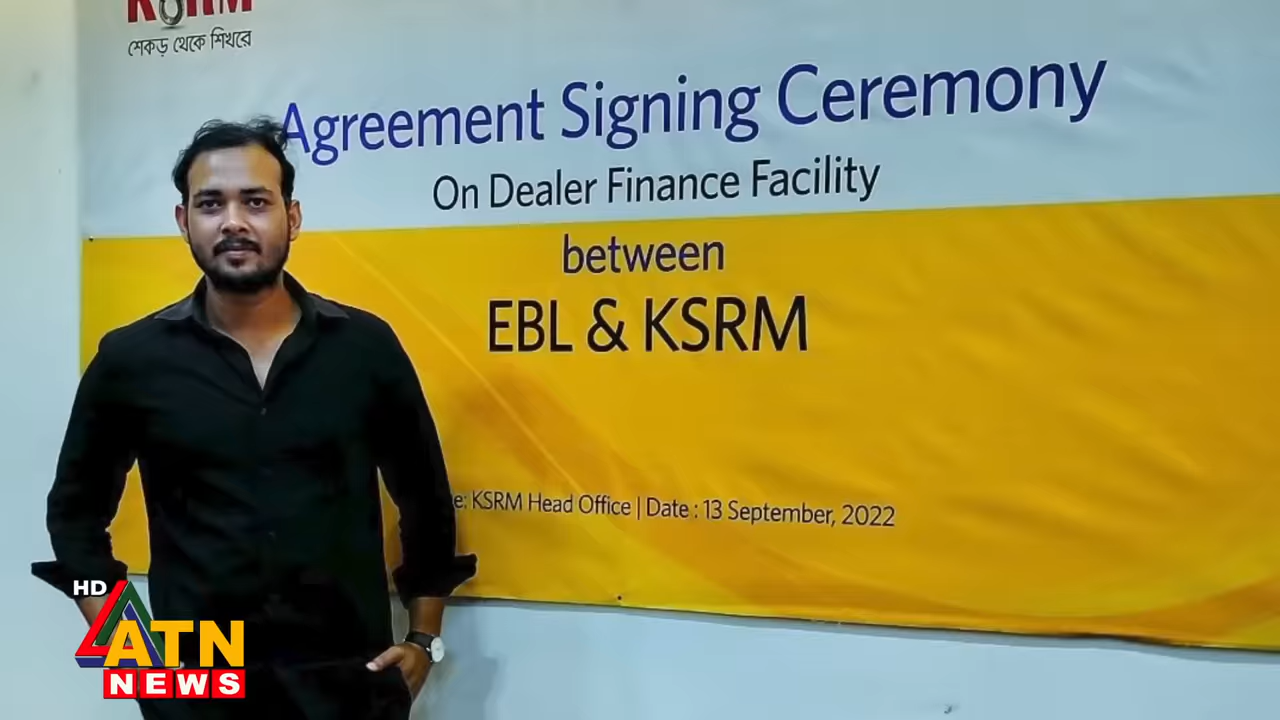 KSRM
শেকড় থেকে শিখরে
Agreement Signing Ceremony
On Dealer Finance Facility
between
EBL & KSRM
e: KSRM Head Office | Date : 13 September, 2022
HD
ATN
NEWS